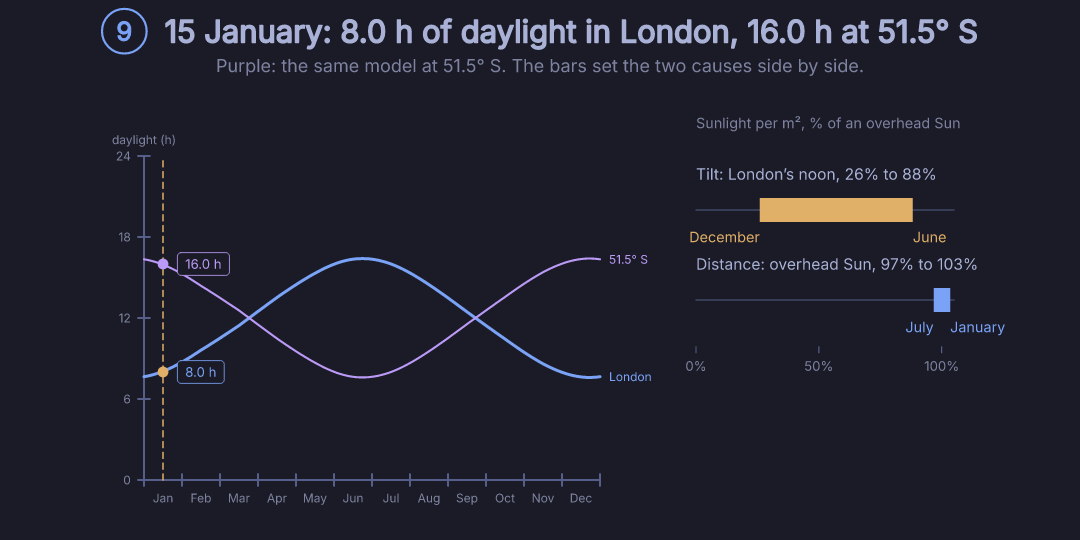 9
15 January: 8.0 h of daylight in London, 16.0 h at 51.5° S
Purple: the same model at 51.5° S. The bars set the two causes side by side.
daylight (h)
24
18
12
6
0
16.0 h
8.0 h
51.5° S
London
Jan Feb Mar Apr May Jun Jul Aug Sep Oct Nov Dec
Sunlight per m², % of an overhead Sun
Tilt: London’s noon, 26% to 88%
December June
Distance: overhead Sun, 97% to 103%
July January
0% 50% 100%